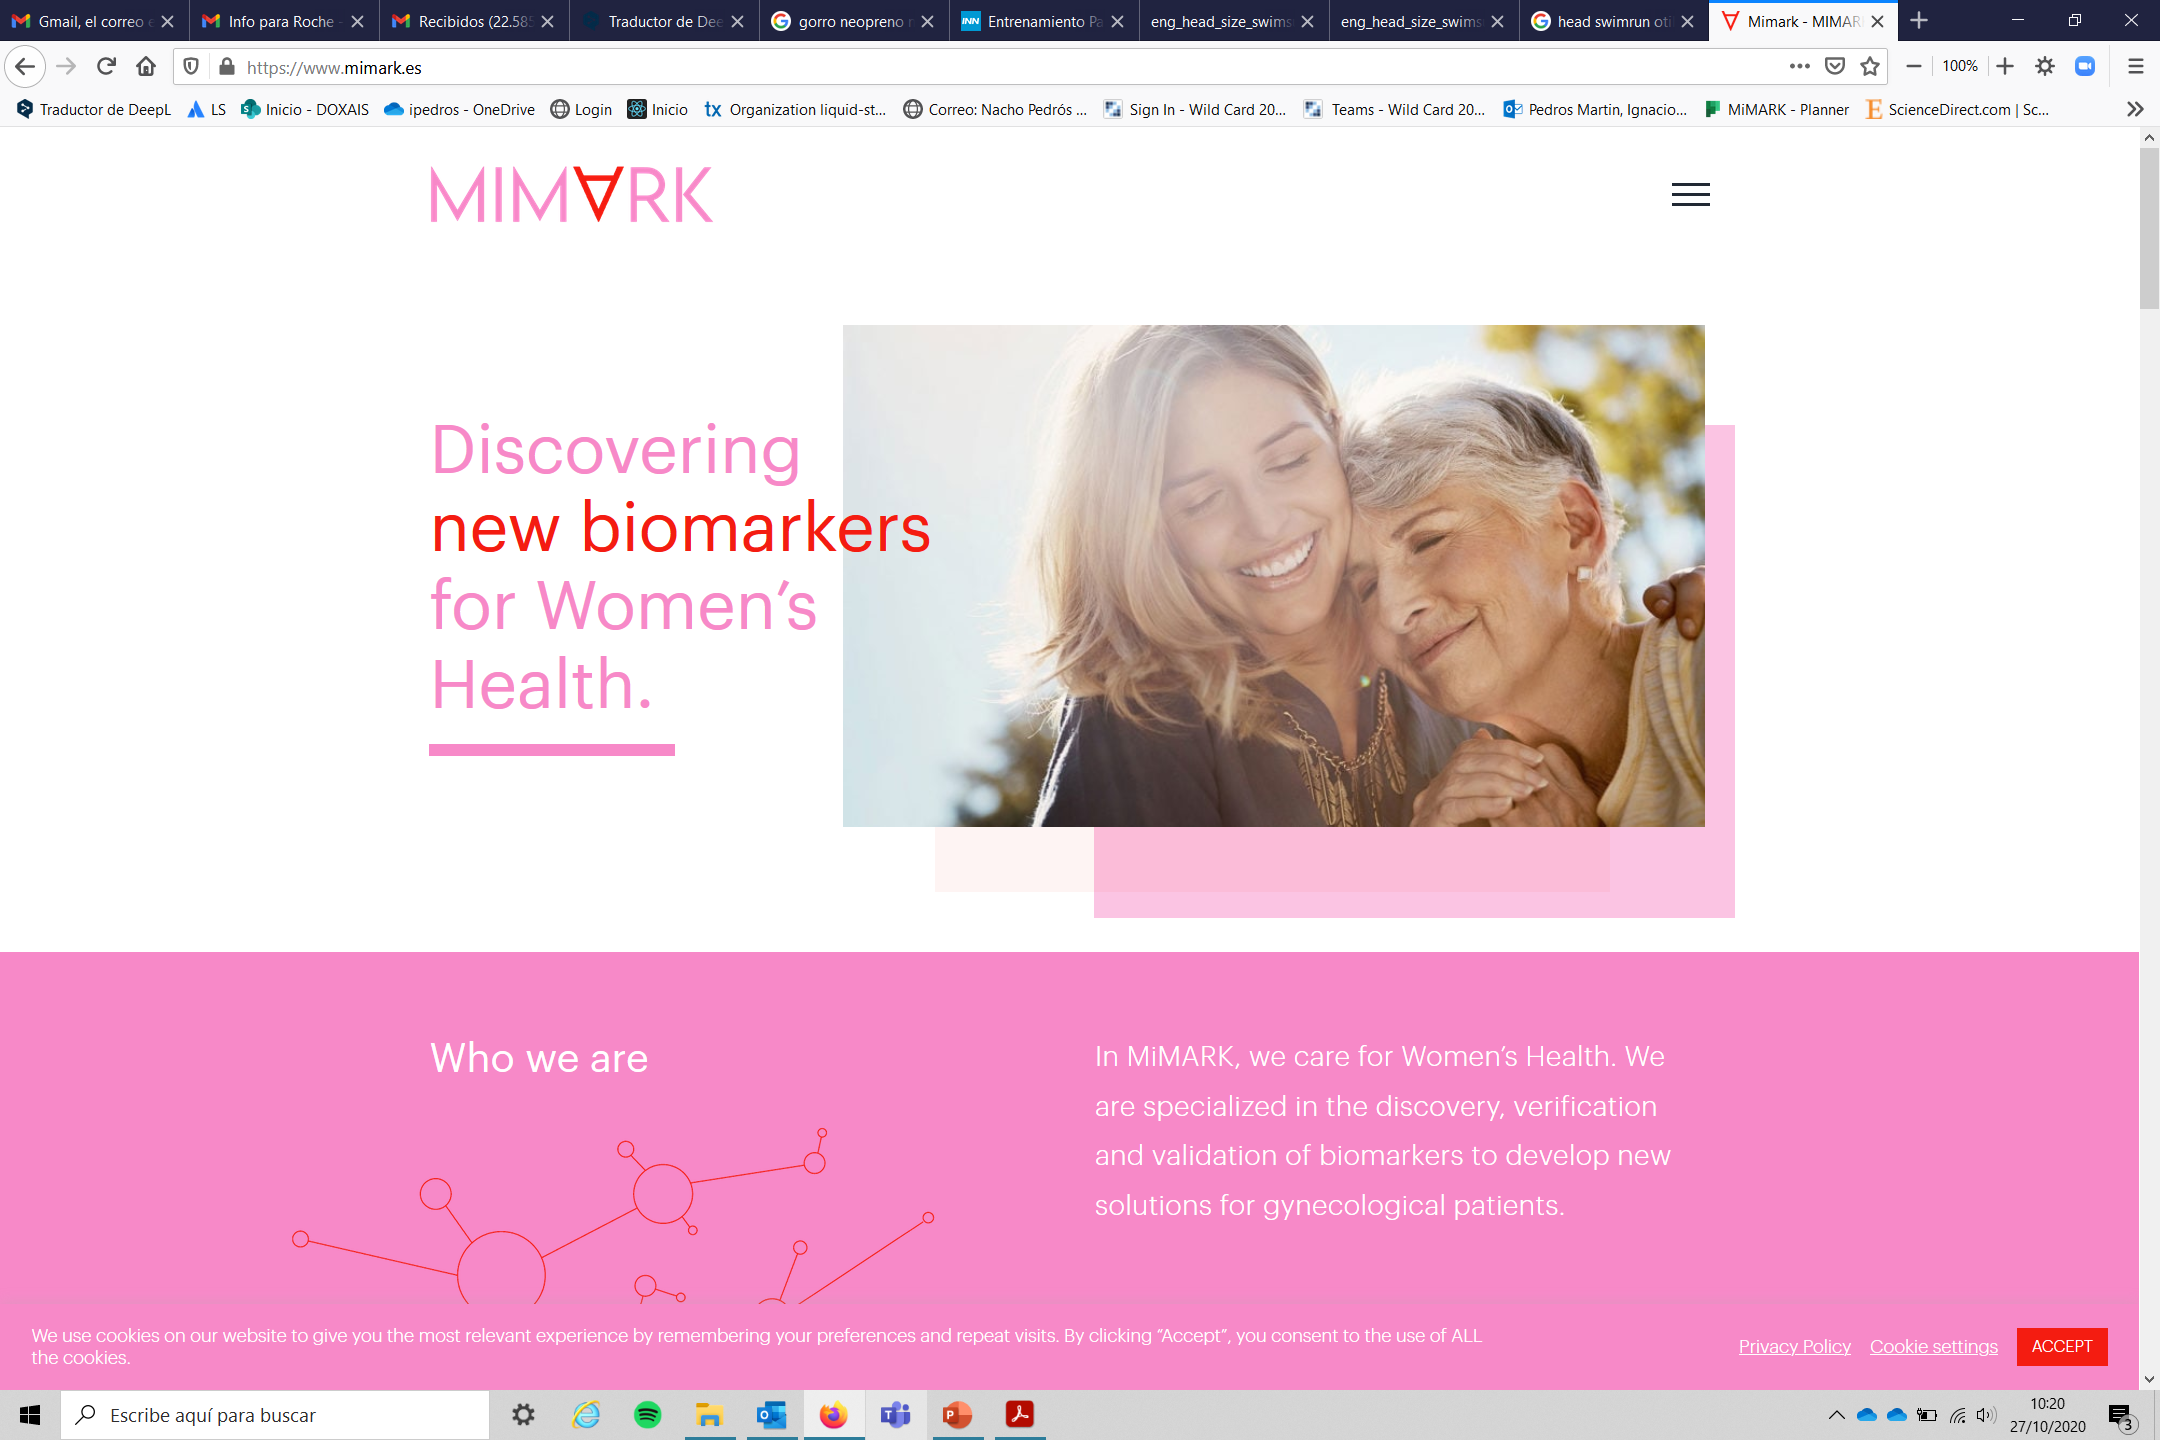 Gmail, el correo e
Info para Roche -
Recibidos (22.585
Traductor de Dee
gorro neopreno
INN Entrenamiento Pa
eng_head_size_swims
eng_head_size_swims
head swimrun oti
Mimark - MIMAR
https://www.mimark.es
100%
Traductor de DeepL
LS
Inicio - DOXAIS
ipedros - OneDrive
Login
Inicio
tx Organization liquid-st...
Correo: Nacho Pedrós ...
Sign In - Wild Card 20...
Teams - Wild Card 20...
Pedros Martin, Ignacio...
MiMARK - Planner
ScienceDirect.com | Sc...
MIMARK
Discovering
new biomarkers
for Women’s
Health.
Who we are
In MiMARK, we care for Women’s Health. We
are specialized in the discovery, verification
and validation of biomarkers to develop new
solutions for gynecological patients.
We use cookies on our website to give you the most relevant experience by remembering your preferences and repeat visits. By clicking “Accept”, you consent to the use of ALL
the cookies.
Privacy Policy
Cookie settings
ACCEPT
Escribe aquí para buscar
10:20
27/10/2020
3